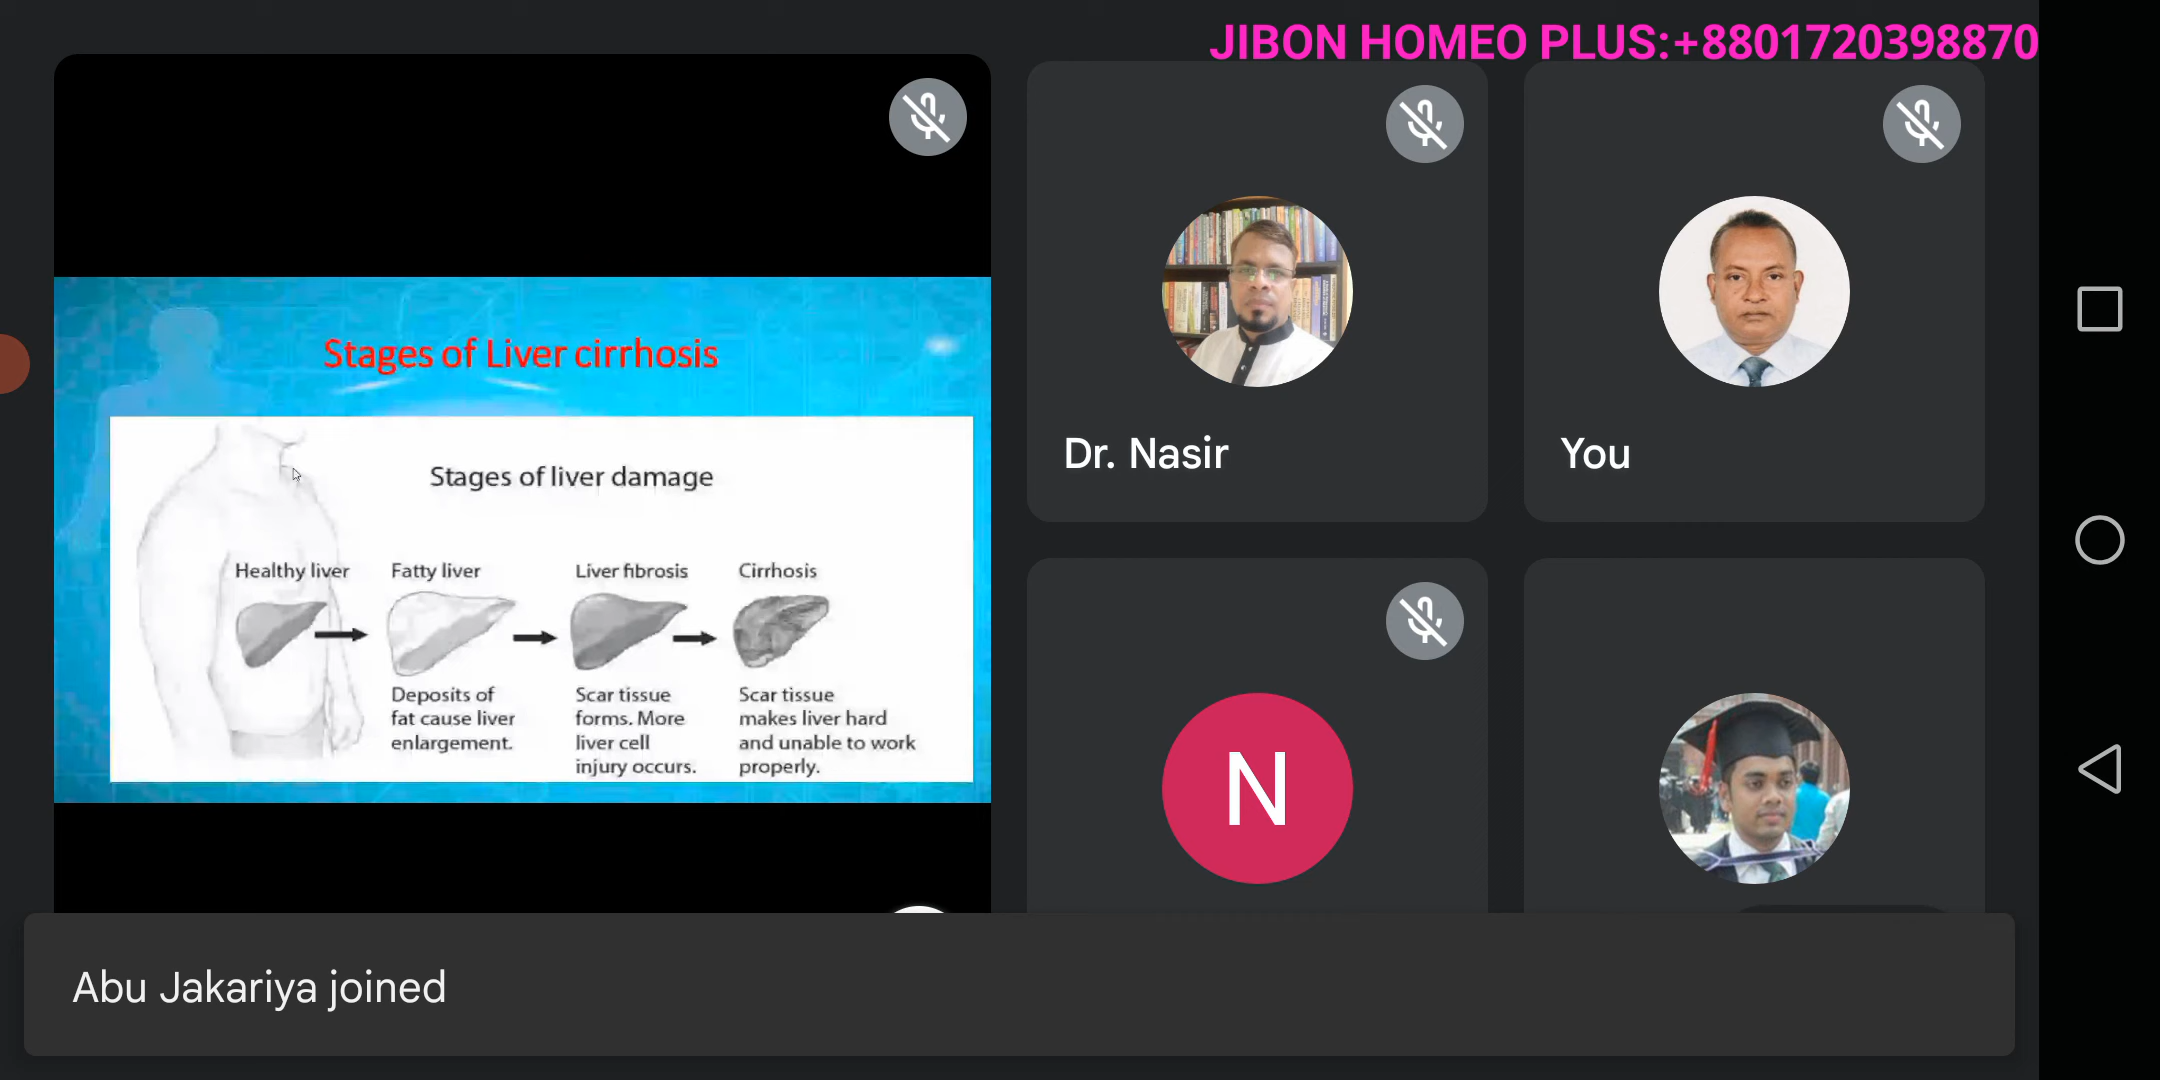 JIBON HOMEO PLUS:+8801720398870
Stages of Liver cirrhosis
Stages of liver damage
Healthy liver
Fatty liver
Deposits of
fat cause liver
enlargement.
Liver fibrosis
Scar tissue
forms. More
liver cell
injury occurs.
Cirrhosis
Scar tissue
makes liver hard
and unable to work
properly.
Dr. Nasir
You
N
Abu Jakariya joined